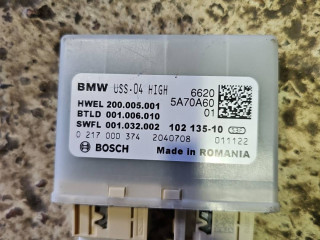 BMW USS-04 HIGH 6620
HWEL 200.005.001 5A70A60
BTLD 001.006.010 01
SWFL 001.032.002 102 135-10
0 217 000 374 2040708 011122
BOSCH Made in ROMANIA